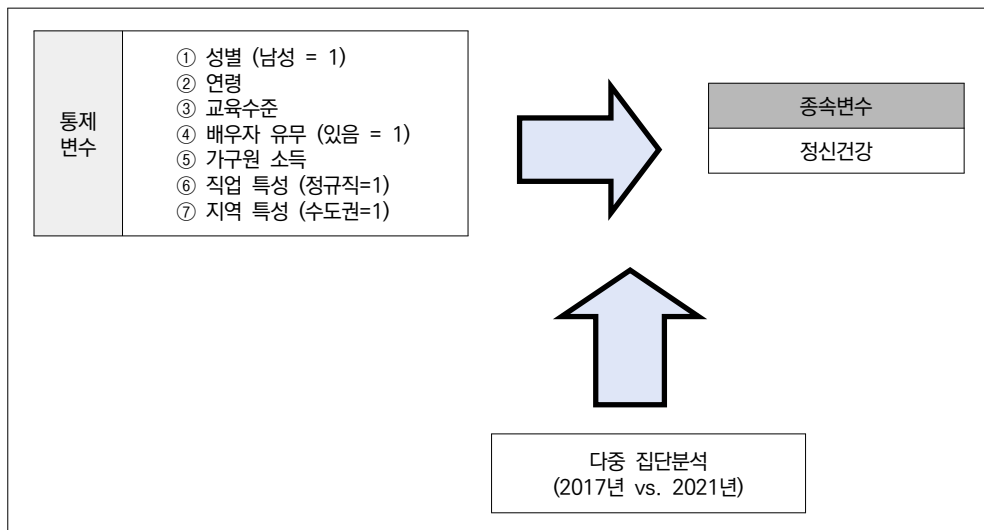 통제
변수
① 성별 (남성 = 1)
② 연령
③ 교육수준
④ 배우자 유무 (있음 = 1)
⑤ 가구원 소득
⑥ 직업 특성 (정규직=1)
⑦ 지역 특성 (수도권=1)
종속변수
정신건강
다중 집단분석
(2017년 vs. 2021년)